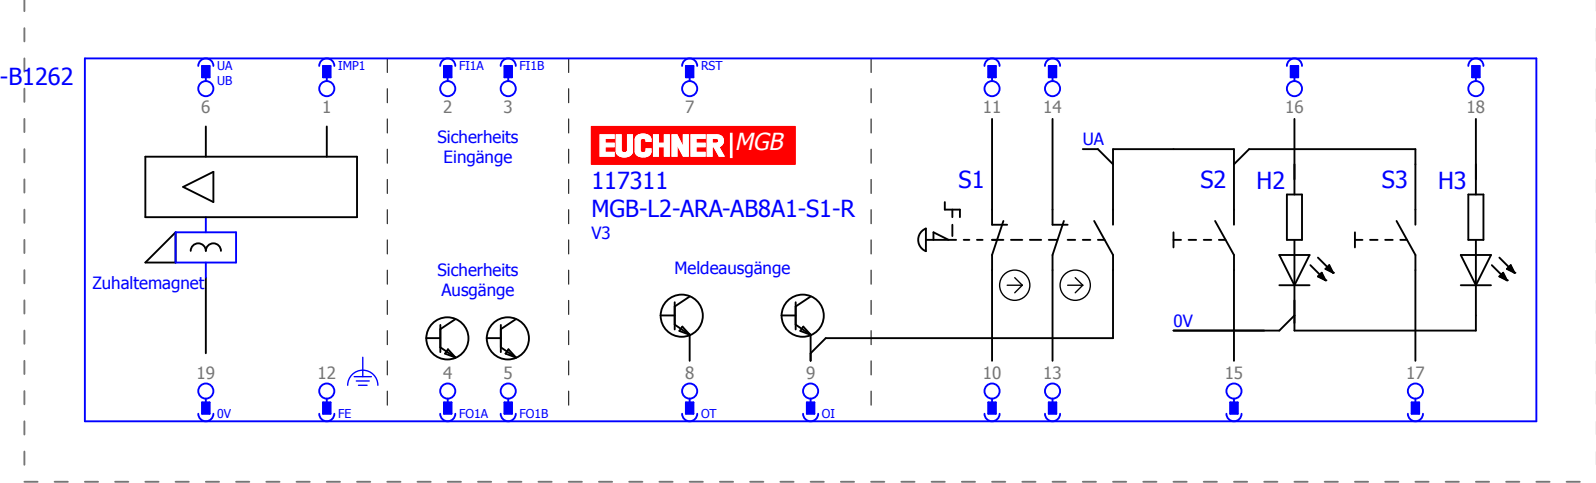 -B1262
UA
UB
IMP1
FI1A
FI1B
RST
6
1
2
3
7
11
14
16
18
Sicherheits
Eingänge
EUCHNER|MGB
117311
MGB-L2-ARA-AB8A1-S1-R
V3
UA
S1
S2
H2
S3
H3
Zuhaltemagnet
Sicherheits
Ausgänge
Meldeausgänge
0V
19
12
4
5
8
9
10
13
15
17
0V
FE
FO1A
FO1B
OT
OI